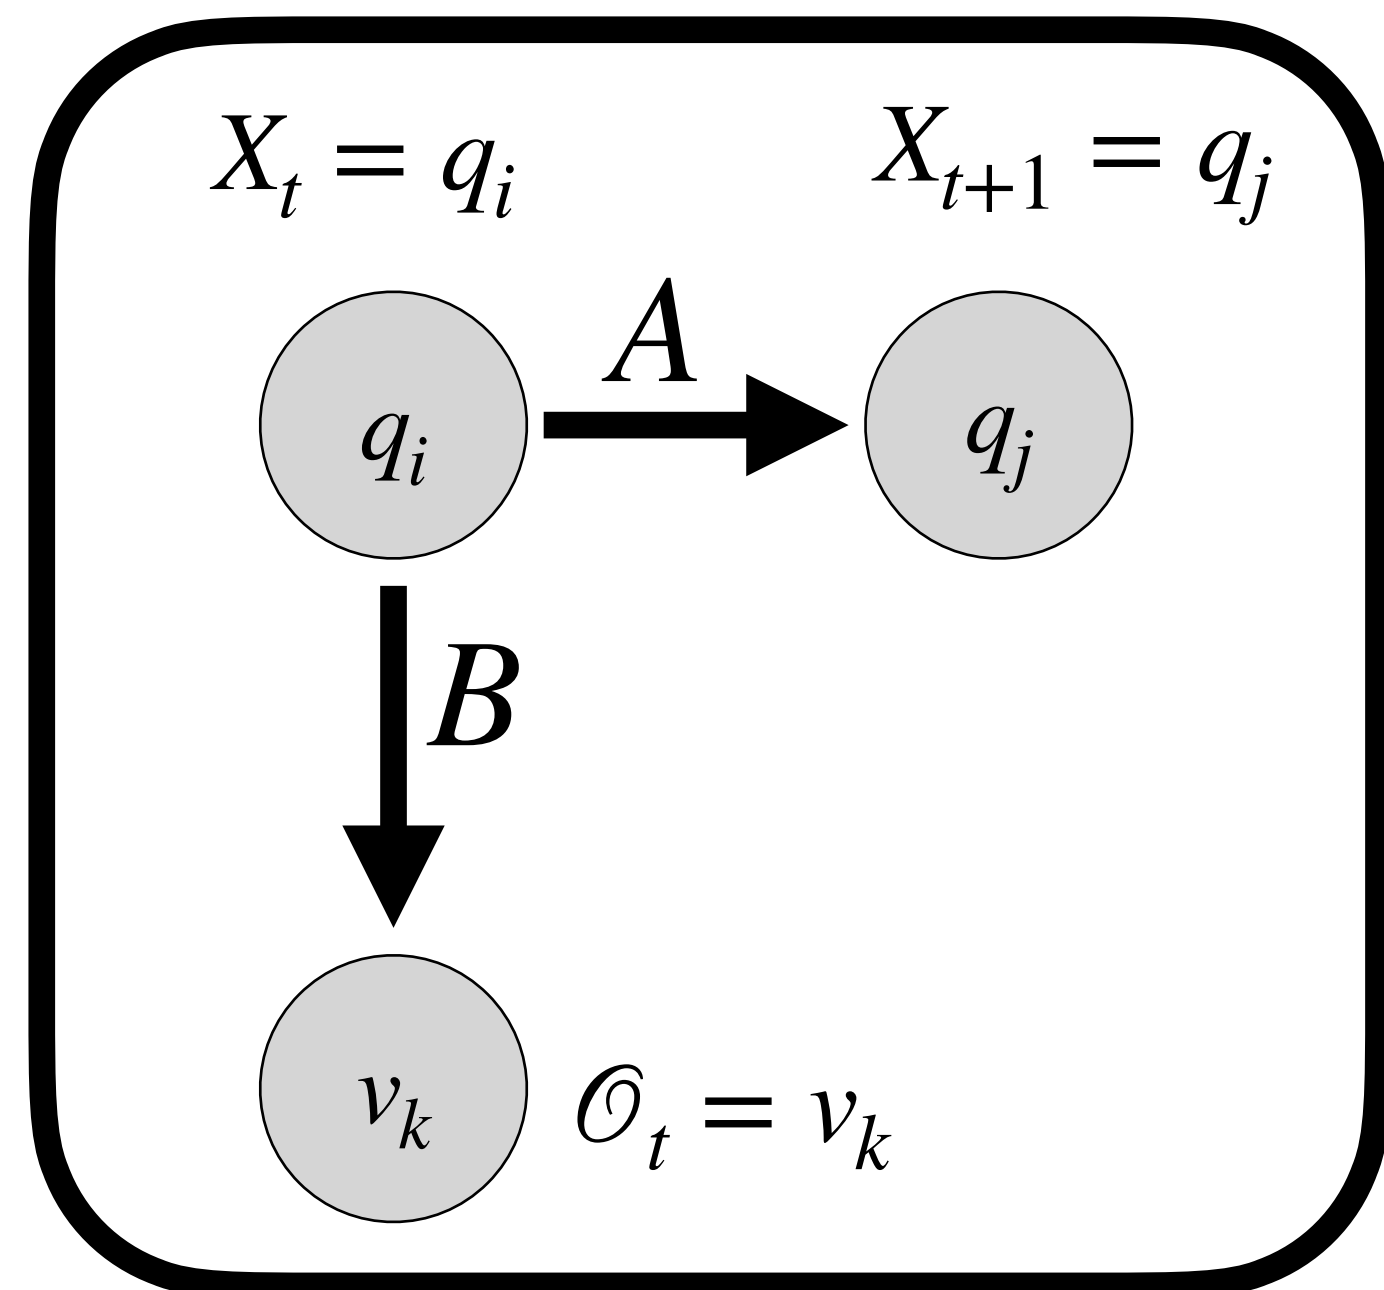 X_t = q_i X_{t+1} = q_j
A
q_i q_j
B
v_k 𝒪_t = v_k